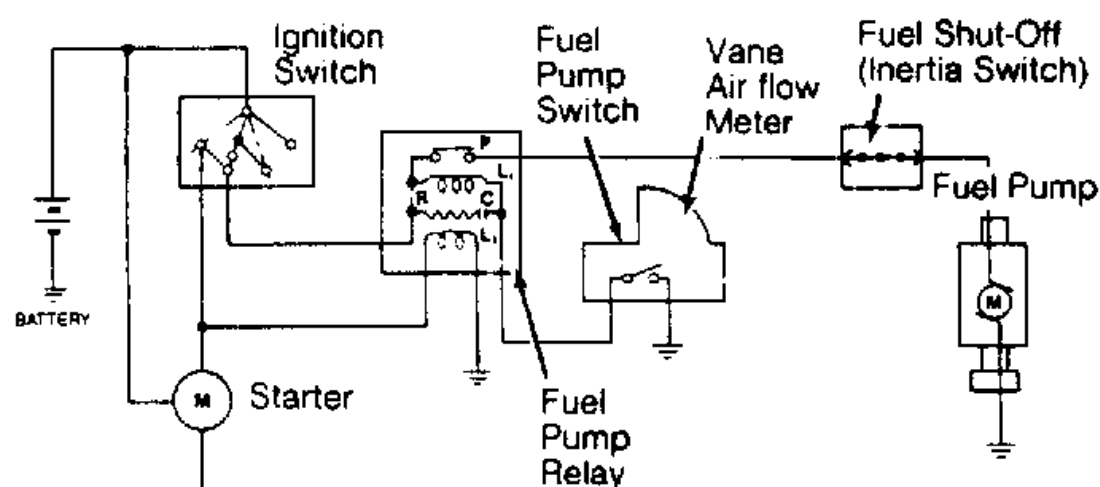 Ignition
Switch
Fuel
Pump
Switch
Vane
Air flow
Meter
Fuel Shut-Off
(Inertia Switch)
P
L₁
R
C
L₁
Fuel Pump
BATTERY
M
M
Starter
Fuel
Pump
Relay